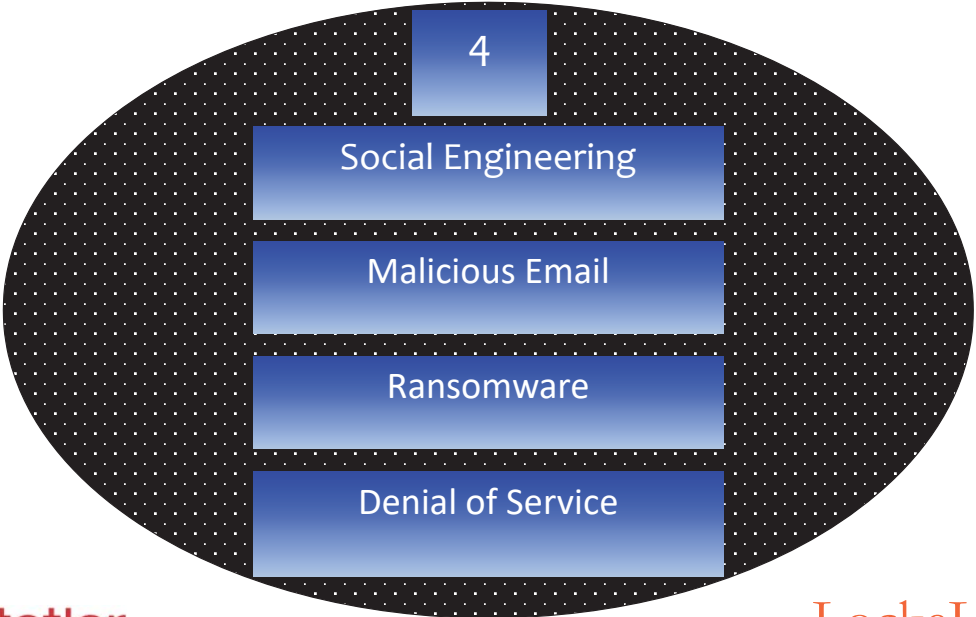 4
Social Engineering
Malicious Email
Ransomware
Denial of Service